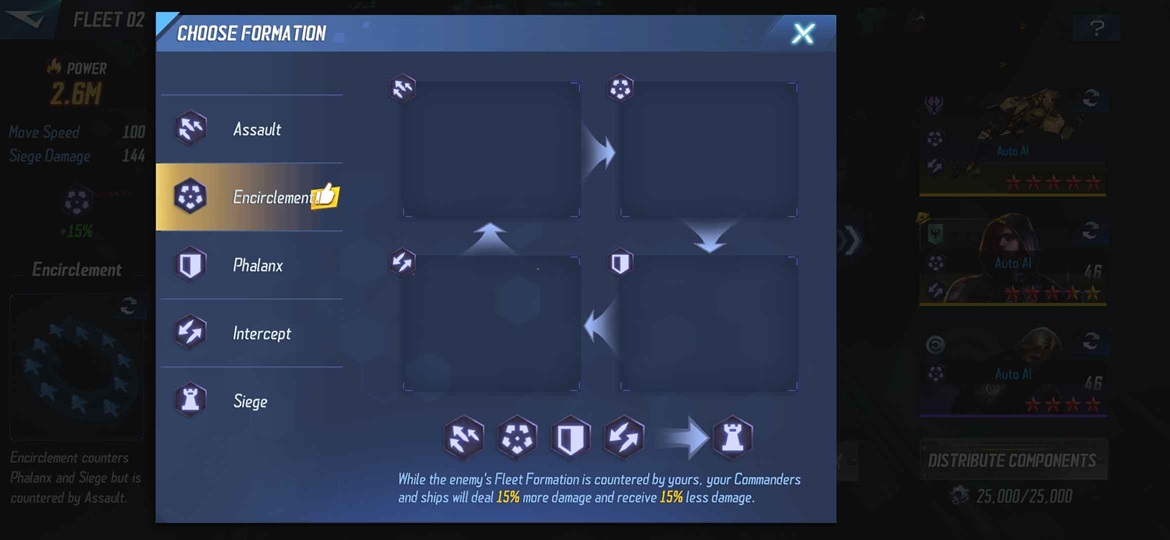 FLEET 02
CHOOSE FORMATION
?
POWER
2.6M
Move Speed 100
Siege Damage 144
+15%
Encirclement
Encirclement counters
Phalanx and Siege but is
countered by Assault.
Assault
Encirclement
Phalanx
Intercept
Siege
While the enemy's Fleet Formation is countered by yours, your Commanders
and ships will deal 15% more damage and receive 15% less damage.
Auto AI
Auto AI
46
Auto AI
46
DISTRIBUTE COMPONENTS
25,000/25,000